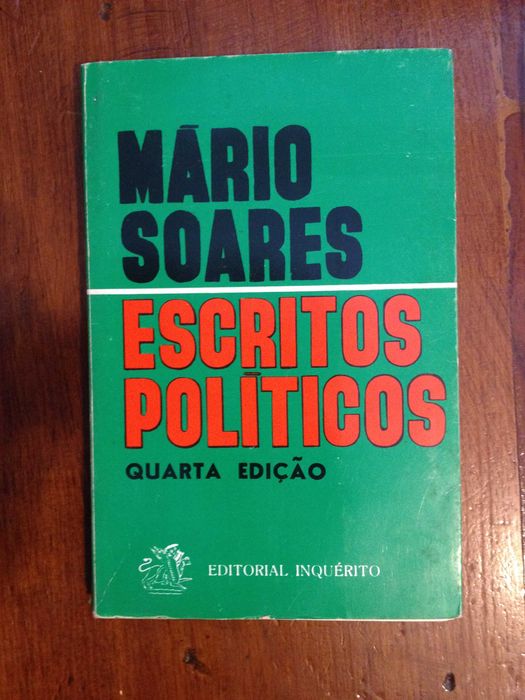 MÁRIO
SOARES
ESCRITOS
POLÍTICOS
QUARTA EDIÇÃO
EDITORIAL INQUÉRITO